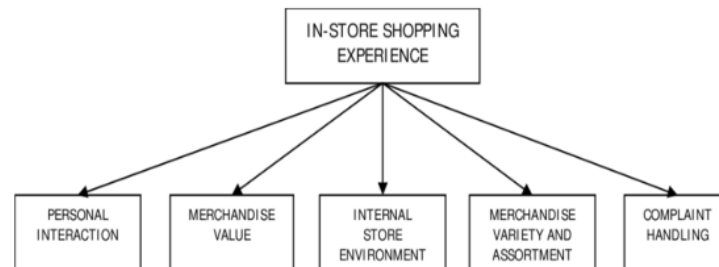 IN-STORE SHOPPING
EXPERIENCE
PERSONAL
INTERACTION
MERCHANDISE
VALUE
INTERNAL
STORE
ENVIRONMENT
MERCHANDISE
VARIETY AND
ASSORTMENT
COMPLAINT
HANDLING